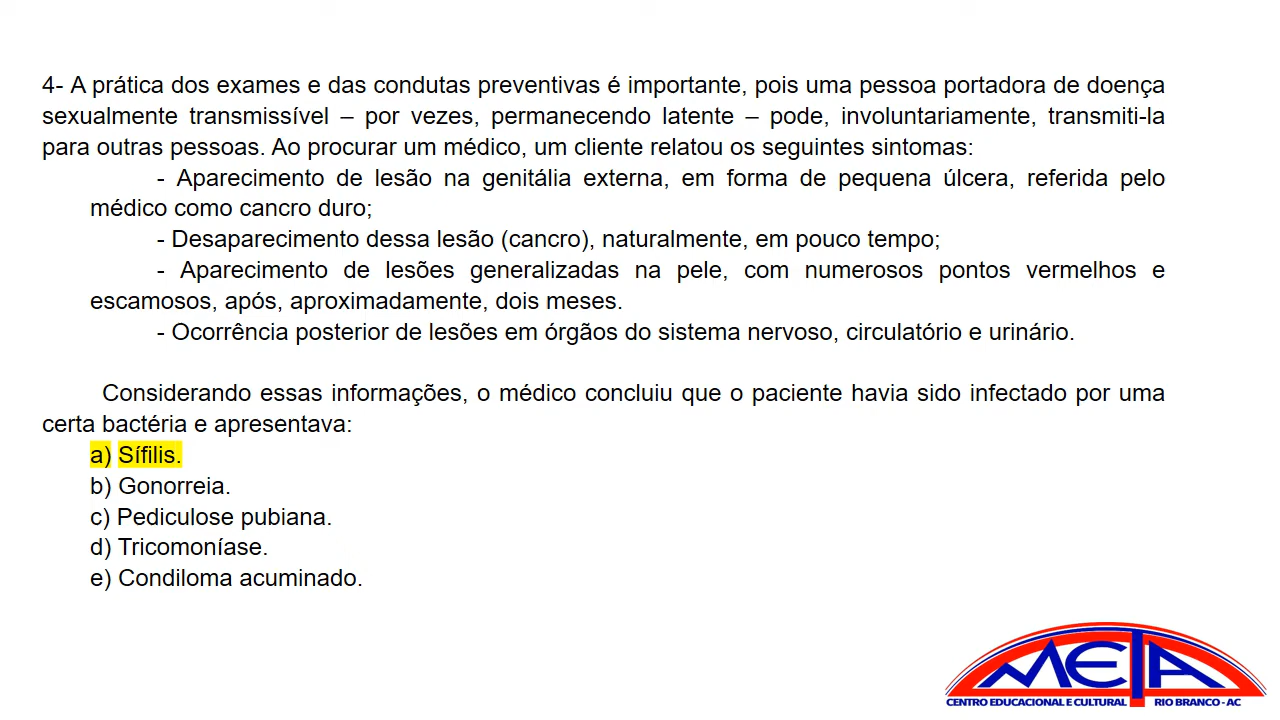 4- A prática dos exames e das condutas preventivas é importante, pois uma pessoa portadora de doença
sexualmente transmissível – por vezes, permanecendo latente – pode, involuntariamente, transmiti-la
para outras pessoas. Ao procurar um médico, um cliente relatou os seguintes sintomas:
- Aparecimento de lesão na genitália externa, em forma de pequena úlcera, referida pelo
médico como cancro duro;
- Desaparecimento dessa lesão (cancro), naturalmente, em pouco tempo;
- Aparecimento de lesões generalizadas na pele, com numerosos pontos vermelhos e
escamosos, após, aproximadamente, dois meses.
- Ocorrência posterior de lesões em órgãos do sistema nervoso, circulatório e urinário.
Considerando essas informações, o médico concluiu que o paciente havia sido infectado por uma
certa bactéria e apresentava:
a) Sífilis.
b) Gonorreia.
c) Pediculose pubiana.
d) Tricomoníase.
e) Condiloma acuminado.
META
CENTRO EDUCACIONAL E CULTURAL RIO BRANCO - AC